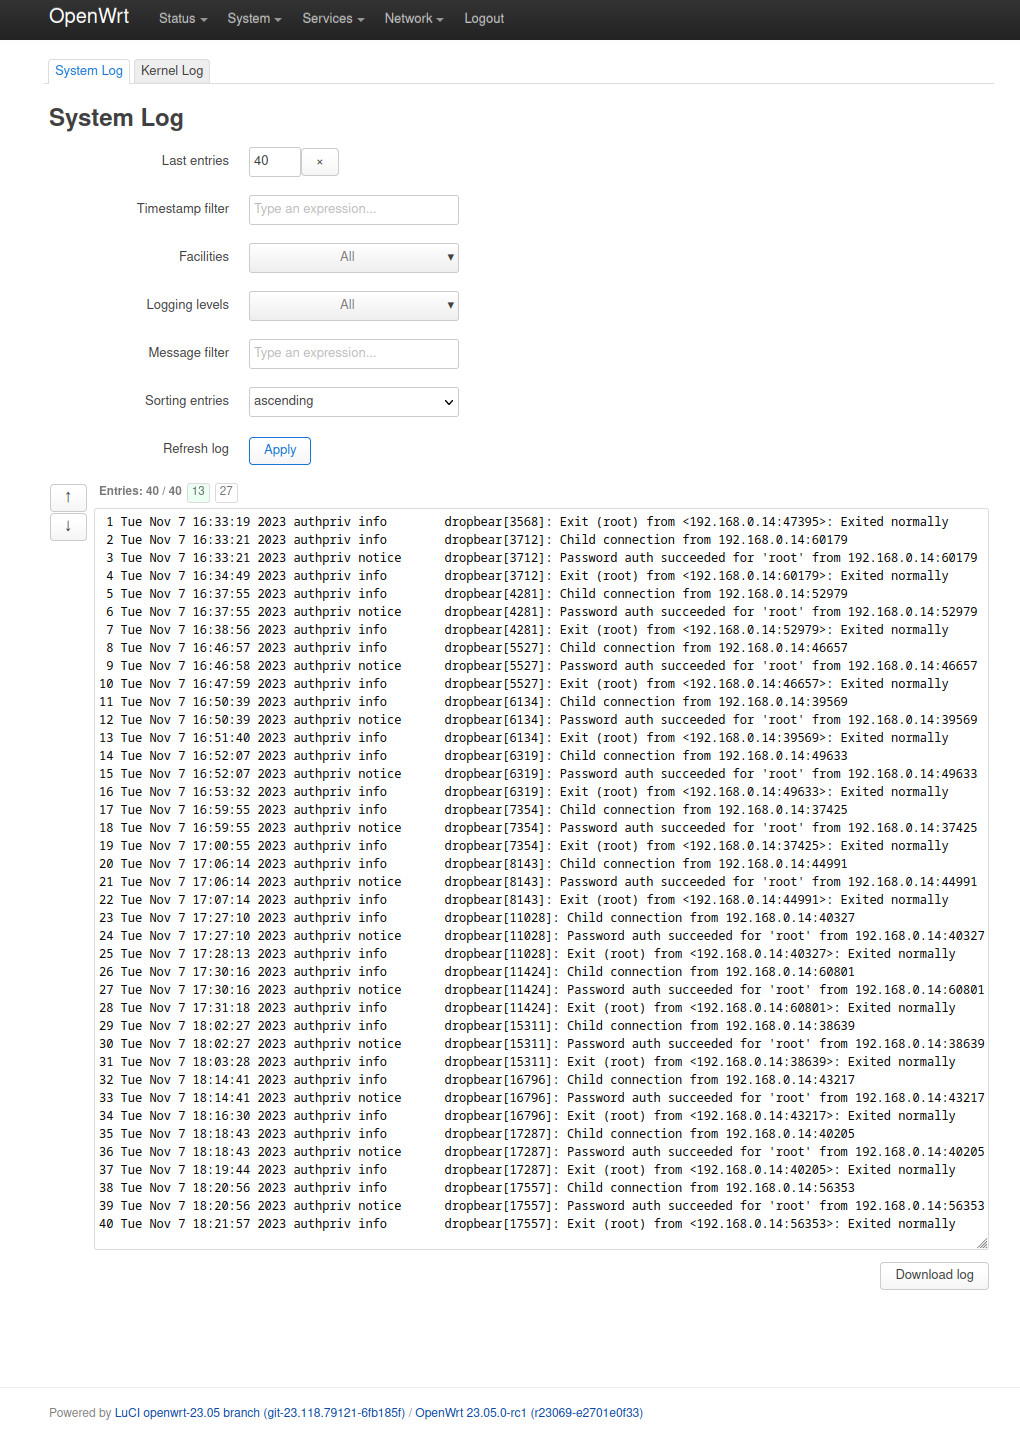 OpenWrt Status System Services Network Logout
System Log Kernel Log
System Log
Last entries 40 ×
Timestamp filter Type an expression...
Facilities All ▾
Logging levels All ▾
Message filter Type an expression...
Sorting entries ascending
Refresh log Apply
↑ Entries: 40 / 40 13 27
↓
1 Tue Nov 7 16:33:19 2023 authpriv info dropbear[3568]: Exit (root) from <192.168.0.14:47395>: Exited normally
2 Tue Nov 7 16:33:21 2023 authpriv info dropbear[3712]: Child connection from 192.168.0.14:60179
3 Tue Nov 7 16:33:21 2023 authpriv notice dropbear[3712]: Password auth succeeded for 'root' from 192.168.0.14:60179
4 Tue Nov 7 16:34:49 2023 authpriv info dropbear[3712]: Exit (root) from <192.168.0.14:60179>: Exited normally
5 Tue Nov 7 16:37:55 2023 authpriv info dropbear[4281]: Child connection from 192.168.0.14:52979
6 Tue Nov 7 16:37:55 2023 authpriv notice dropbear[4281]: Password auth succeeded for 'root' from 192.168.0.14:52979
7 Tue Nov 7 16:38:56 2023 authpriv info dropbear[4281]: Exit (root) from <192.168.0.14:52979>: Exited normally
8 Tue Nov 7 16:46:57 2023 authpriv info dropbear[5527]: Child connection from 192.168.0.14:46657
9 Tue Nov 7 16:46:58 2023 authpriv notice dropbear[5527]: Password auth succeeded for 'root' from 192.168.0.14:46657
10 Tue Nov 7 16:47:59 2023 authpriv info dropbear[5527]: Exit (root) from <192.168.0.14:46657>: Exited normally
11 Tue Nov 7 16:50:39 2023 authpriv info dropbear[6134]: Child connection from 192.168.0.14:39569
12 Tue Nov 7 16:50:39 2023 authpriv notice dropbear[6134]: Password auth succeeded for 'root' from 192.168.0.14:39569
13 Tue Nov 7 16:51:40 2023 authpriv info dropbear[6134]: Exit (root) from <192.168.0.14:39569>: Exited normally
14 Tue Nov 7 16:52:07 2023 authpriv info dropbear[6319]: Child connection from 192.168.0.14:49633
15 Tue Nov 7 16:52:07 2023 authpriv notice dropbear[6319]: Password auth succeeded for 'root' from 192.168.0.14:49633
16 Tue Nov 7 16:53:32 2023 authpriv info dropbear[6319]: Exit (root) from <192.168.0.14:49633>: Exited normally
17 Tue Nov 7 16:59:55 2023 authpriv info dropbear[7354]: Child connection from 192.168.0.14:37425
18 Tue Nov 7 16:59:55 2023 authpriv notice dropbear[7354]: Password auth succeeded for 'root' from 192.168.0.14:37425
19 Tue Nov 7 17:00:55 2023 authpriv info dropbear[7354]: Exit (root) from <192.168.0.14:37425>: Exited normally
20 Tue Nov 7 17:06:14 2023 authpriv info dropbear[8143]: Child connection from 192.168.0.14:44991
21 Tue Nov 7 17:06:14 2023 authpriv notice dropbear[8143]: Password auth succeeded for 'root' from 192.168.0.14:44991
22 Tue Nov 7 17:07:14 2023 authpriv info dropbear[8143]: Exit (root) from <192.168.0.14:44991>: Exited normally
23 Tue Nov 7 17:27:10 2023 authpriv info dropbear[11028]: Child connection from 192.168.0.14:40327
24 Tue Nov 7 17:27:10 2023 authpriv notice dropbear[11028]: Password auth succeeded for 'root' from 192.168.0.14:40327
25 Tue Nov 7 17:28:13 2023 authpriv info dropbear[11028]: Exit (root) from <192.168.0.14:40327>: Exited normally
26 Tue Nov 7 17:30:16 2023 authpriv info dropbear[11424]: Child connection from 192.168.0.14:60801
27 Tue Nov 7 17:30:16 2023 authpriv notice dropbear[11424]: Password auth succeeded for 'root' from 192.168.0.14:60801
28 Tue Nov 7 17:31:18 2023 authpriv info dropbear[11424]: Exit (root) from <192.168.0.14:60801>: Exited normally
29 Tue Nov 7 18:02:27 2023 authpriv info dropbear[15311]: Child connection from 192.168.0.14:38639
30 Tue Nov 7 18:02:27 2023 authpriv notice dropbear[15311]: Password auth succeeded for 'root' from 192.168.0.14:38639
31 Tue Nov 7 18:03:28 2023 authpriv info dropbear[15311]: Exit (root) from <192.168.0.14:38639>: Exited normally
32 Tue Nov 7 18:14:41 2023 authpriv info dropbear[16796]: Child connection from 192.168.0.14:43217
33 Tue Nov 7 18:14:41 2023 authpriv notice dropbear[16796]: Password auth succeeded for 'root' from 192.168.0.14:43217
34 Tue Nov 7 18:16:30 2023 authpriv info dropbear[16796]: Exit (root) from <192.168.0.14:43217>: Exited normally
35 Tue Nov 7 18:18:43 2023 authpriv info dropbear[17287]: Child connection from 192.168.0.14:40205
36 Tue Nov 7 18:18:43 2023 authpriv notice dropbear[17287]: Password auth succeeded for 'root' from 192.168.0.14:40205
37 Tue Nov 7 18:19:44 2023 authpriv info dropbear[17287]: Exit (root) from <192.168.0.14:40205>: Exited normally
38 Tue Nov 7 18:20:56 2023 authpriv info dropbear[17557]: Child connection from 192.168.0.14:56353
39 Tue Nov 7 18:20:56 2023 authpriv notice dropbear[17557]: Password auth succeeded for 'root' from 192.168.0.14:56353
40 Tue Nov 7 18:21:57 2023 authpriv info dropbear[17557]: Exit (root) from <192.168.0.14:56353>: Exited normally
Download log
Powered by LuCI openwrt-23.05 branch (git-23.118.79121-6fb185f) / OpenWrt 23.05.0-rc1 (r23069-e2701e0f33)